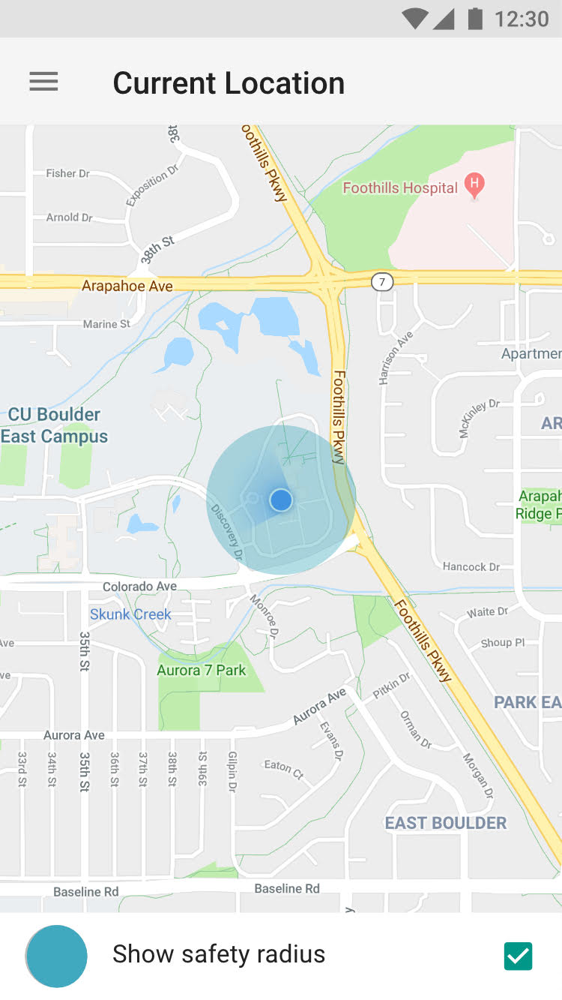 12:30
Current Location
38t
oothills Pkwy
Fisher Dr
Exposition Dr
Foothills Hospital
H
Arnold Dr
38th St
Arapahoe Ave
7
Marine St
Harrison Ave
Apartmen
Foothills Pkwy
CU Boulder
East Campus
McKinley Dr
AR
Arapah
Ridge P
Discovery Dr
Hancock Dr
Colorado Ave
Skunk Creek
Monroe Dr
Foothills Pkwy
Waite Dr
Ave
35th St
Shoup Pl
Aurora 7 Park
ve
Pitkin Dr
Aurora Ave
PARK EA
Aurora Ave
Evans Dr
Orman Dr
33rd St
34th St
35th St
36th St
37th St
38th St
39th St
Gilpin Dr
Eaton Ct
Morgan Dr
EAST BOULDER
Baseline Rd
Baseline Rd
y
Show safety radius